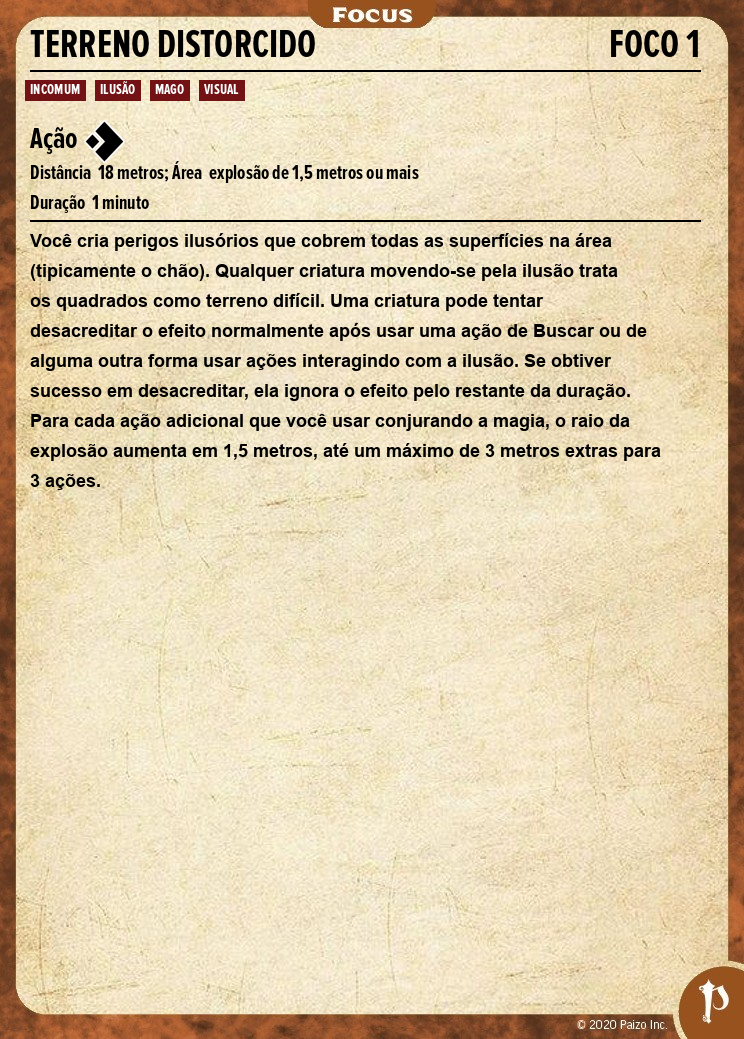 Focus
TERRENO DISTORCIDO FOCO 1
INCOMUM ILUSÃO MAGO VISUAL
Ação
Distância 18 metros; Área explosão de 1,5 metros ou mais
Duração 1 minuto
Você cria perigos ilusórios que cobrem todas as superfícies na área
(tipicamente o chão). Qualquer criatura movendo-se pela ilusão trata
os quadrados como terreno difícil. Uma criatura pode tentar
desacreditar o efeito normalmente após usar uma ação de Buscar ou de
alguma outra forma usar ações interagindo com a ilusão. Se obtiver
sucesso em desacreditar, ela ignora o efeito pelo restante da duração.
Para cada ação adicional que você usar conjurando a magia, o raio da
explosão aumenta em 1,5 metros, até um máximo de 3 metros extras para
3 ações.
P
© 2020 Paizo Inc.